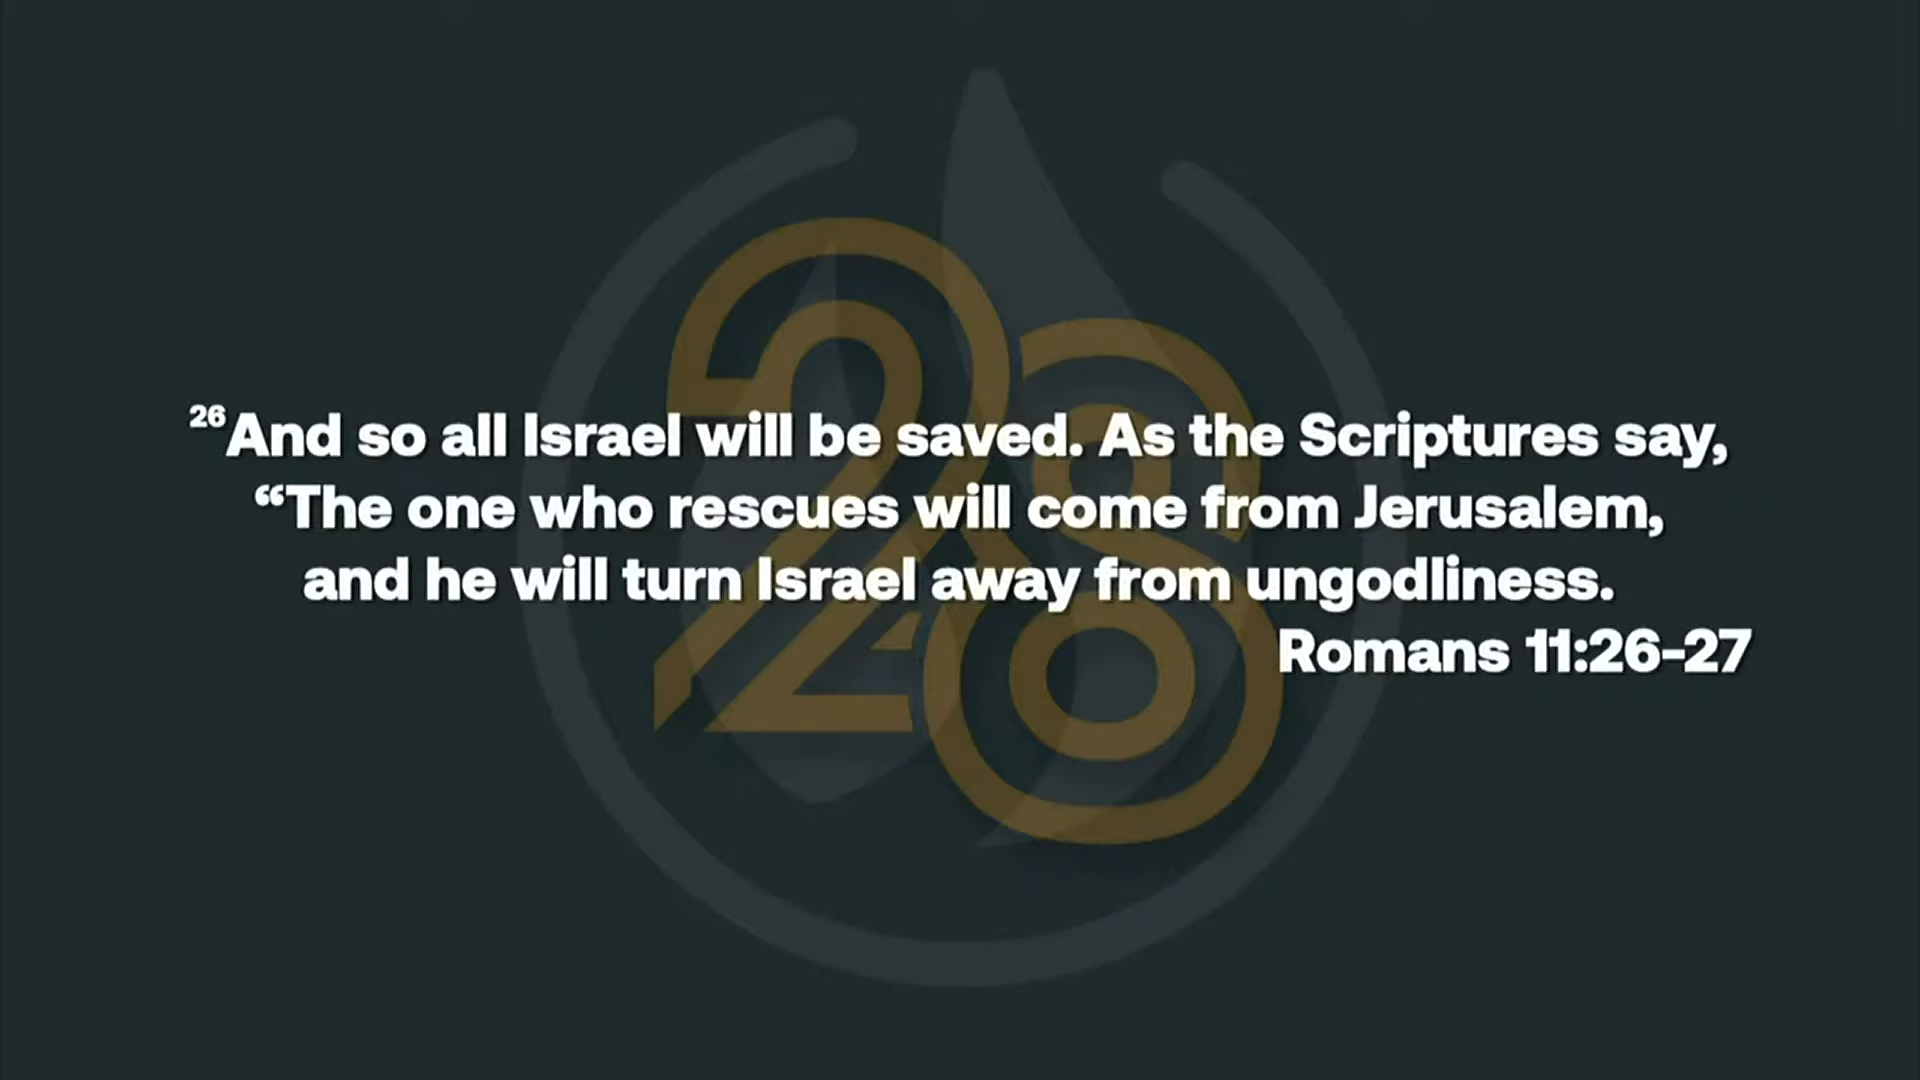 28
26And so all Israel will be saved. As the Scriptures say,
“The one who rescues will come from Jerusalem,
and he will turn Israel away from ungodliness.
Romans 11:26-27